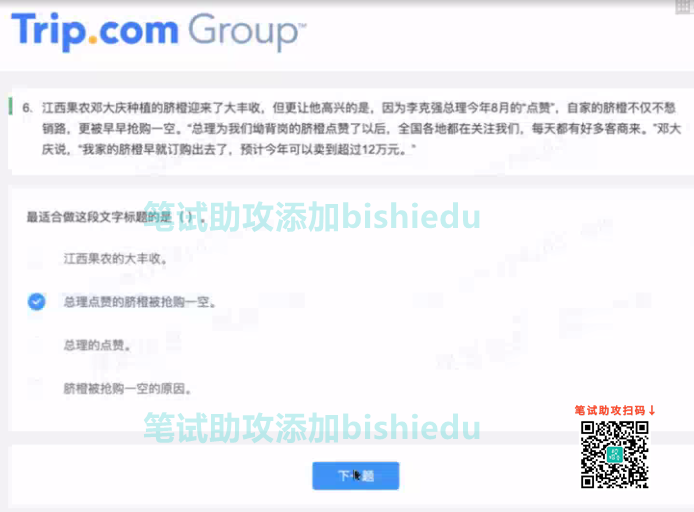 Trip.com Group™
6. 江西果农邓大庆种植的脐橙迎来了大丰收，但更让他高兴的是，因为李克强总理今年8月的“点赞”，自家的脐橙不仅不愁
销路，更被早早抢购一空。“总理为我们坳背岗的脐橙点赞了以后，全国各地都在关注我们，每天都有好多客商来。”邓大
庆说，“我家的脐橙早就订购出去了，预计今年可以卖到超过12万元。”
最适合做这段文字标题的是（ ）。
笔试助攻添加bishiedu
江西果农的大丰收。
总理点赞的脐橙被抢购一空。
总理的点赞。
脐橙被抢购一空的原因。
笔试助攻扫码↓
笔试助攻添加bishiedu
下一题